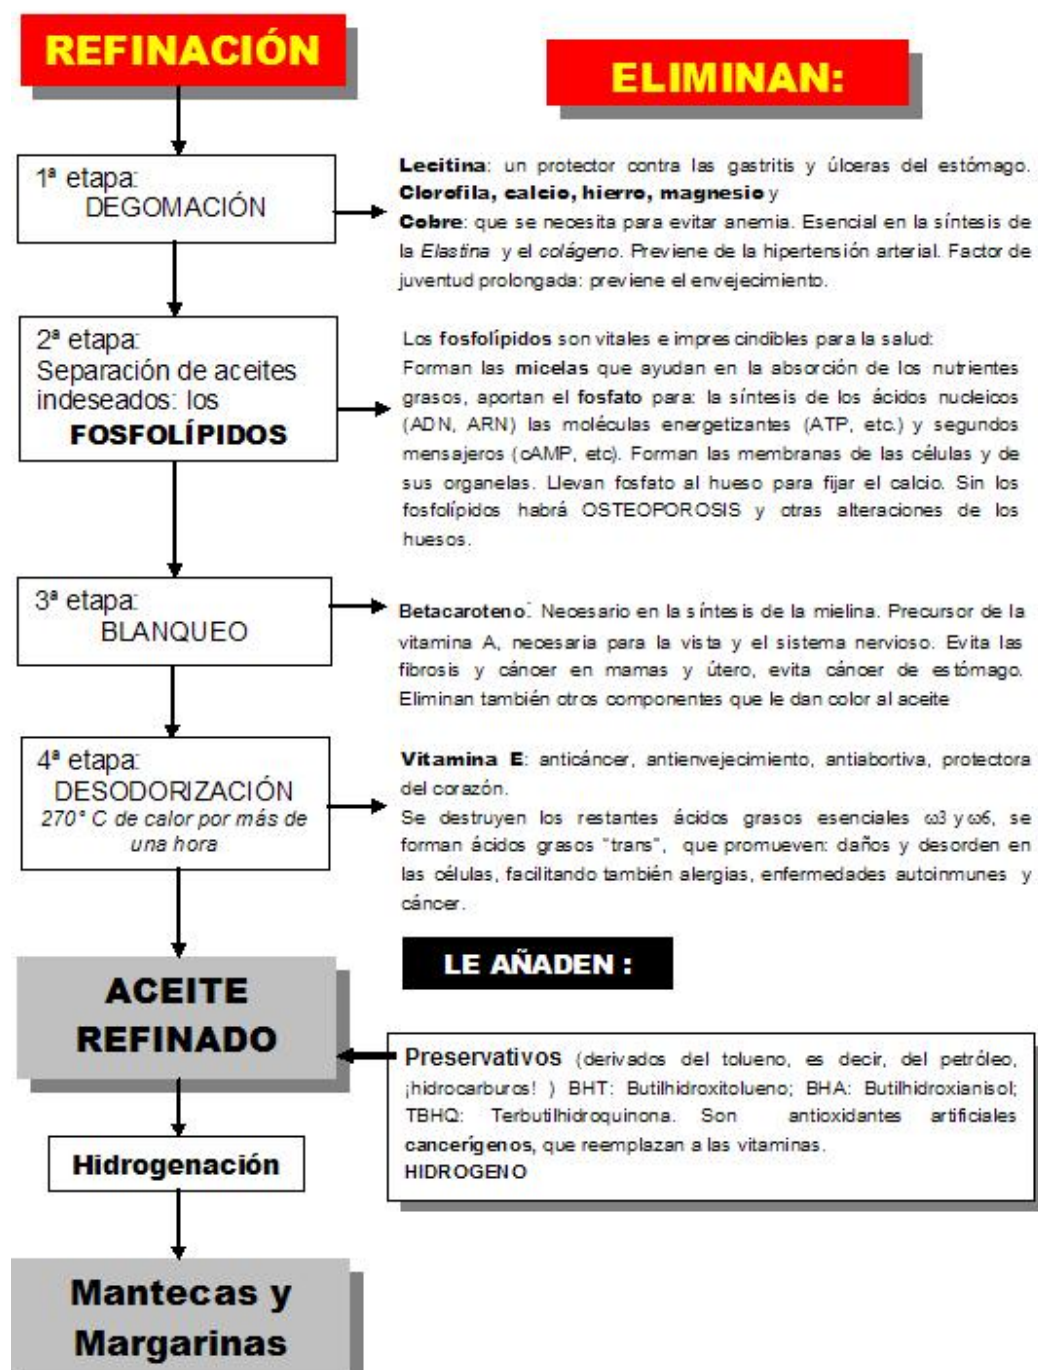 REFINACIÓN
ELIMINAN:
1ª etapa:
DEGOMACIÓN
Lecitina: un protector contra las gastritis y úlceras del estómago.
Clorofila, calcio, hierro, magnesio y
Cobre: que se necesita para evitar anemia. Esencial en la síntesis de
la Elastina y el colágeno. Previene de la hipertensión arterial. Factor de
juventud prolongada: previene el envejecimiento.
2ª etapa:
Separación de aceites
indeseados: los
FOSFOLÍPIDOS
Los fosfolípidos son vitales e imprescindibles para la salud:
Forman las micelas que ayudan en la absorción de los nutrientes
grasos, aportan el fosfato para: la síntesis de los ácidos nucleicos
(ADN, ARN) las moléculas energetizantes (ATP, etc.) y segundos
mensajeros (cAMP, etc). Forman las membranas de las células y de
sus organelas. Llevan fosfato al hueso para fijar el calcio. Sin los
fosfolípidos habrá OSTEOPOROSIS y otras alteraciones de los
huesos.
3ª etapa:
BLANQUEO
Betacaroteno: Necesario en la síntesis de la mielina. Precursor de la
vitamina A, necesaria para la vista y el sistema nervioso. Evita las
fibrosis y cáncer en mamas y útero, evita cáncer de estómago.
Eliminan también otros componentes que le dan color al aceite
4ª etapa:
DESODORIZACIÓN
270° C de calor por más de
una hora
Vitamina E: anticáncer, antienvejecimiento, antiabortiva, protectora
del corazón.
Se destruyen los restantes ácidos grasos esenciales ω3 y ω6, se
forman ácidos grasos "trans", que promueven: daños y desorden en
las células, facilitando también alergias, enfermedades autoinmunes y
cáncer.
LE AÑADEN :
ACEITE
REFINADO
Preservativos (derivados del tolueno, es decir, del petróleo,
¡hidrocarburos! ) BHT: Butilhidroxitolueno; BHA: Butilhidroxianisol;
TBHQ: Terbutilhidroquinona. Son antioxidantes artificiales
cancerígenos, que reemplazan a las vitaminas.
HIDROGENO
Hidrogenación
Mantecas y
Margarinas